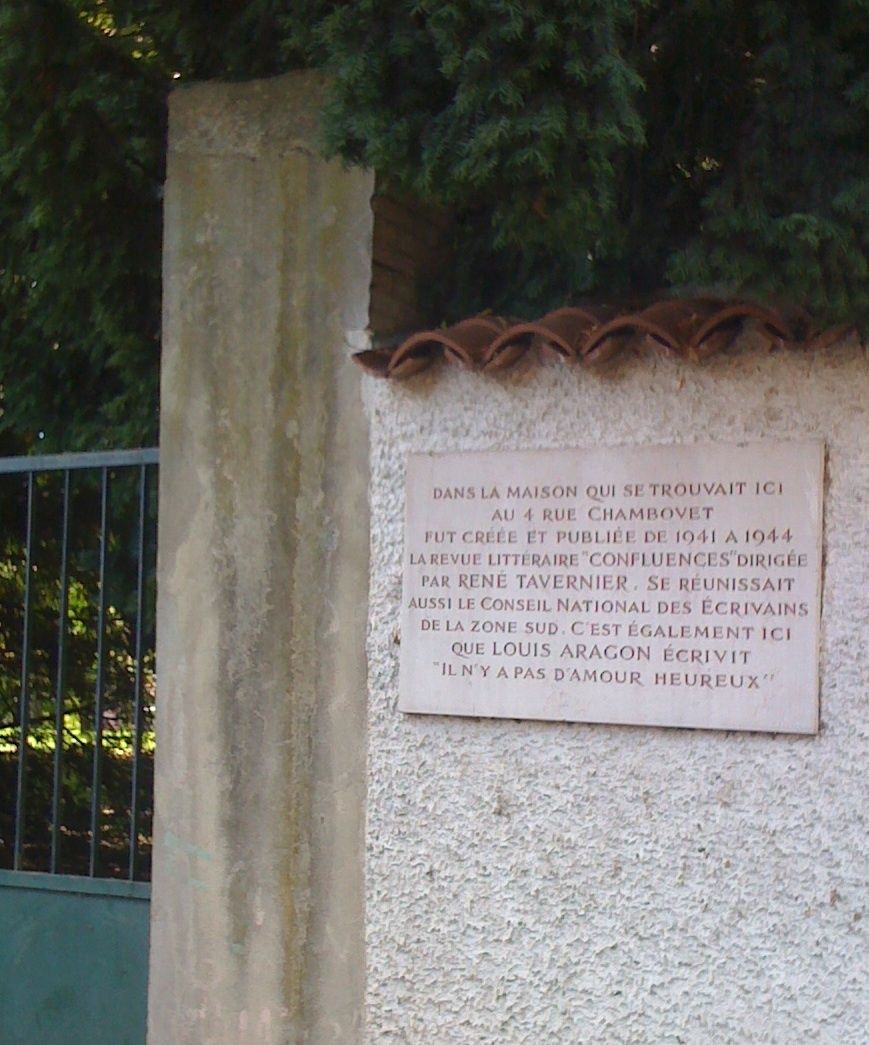 DANS LA MAISON QUI SE TROUVAIT ICI
AU 4 RUE CHAMBOVET
FUT CRÉÉE ET PUBLIÉE DE 1941 A 1944
LA REVUE LITTÉRAIRE "CONFLUENCES" DIRIGÉE
PAR RENÉ TAVERNIER. SE RÉUNISSAIT
AUSSI LE CONSEIL NATIONAL DES ÉCRIVAINS
DE LA ZONE SUD. C'EST ÉGALEMENT ICI
QUE LOUIS ARAGON ÉCRIVIT
"IL N'Y A PAS D'AMOUR HEUREUX"